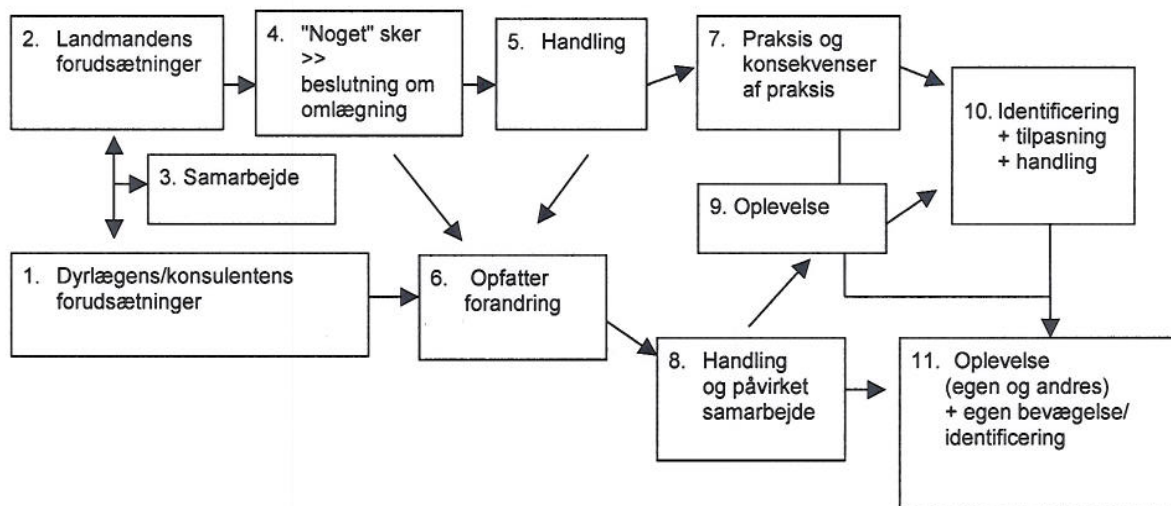 2. Landmandens
forudsætninger
4. "Noget" sker
>>
beslutning om
omlægning
5. Handling
7. Praksis og
konsekvenser
af praksis
10. Identificering
+ tilpasning
+ handling
3. Samarbejde
9. Oplevelse
1. Dyrlægens/konsulentens
forudsætninger
6. Opfatter
forandring
8. Handling
og påvirket
samarbejde
11. Oplevelse
(egen og andres)
+ egen bevægelse/
identificering